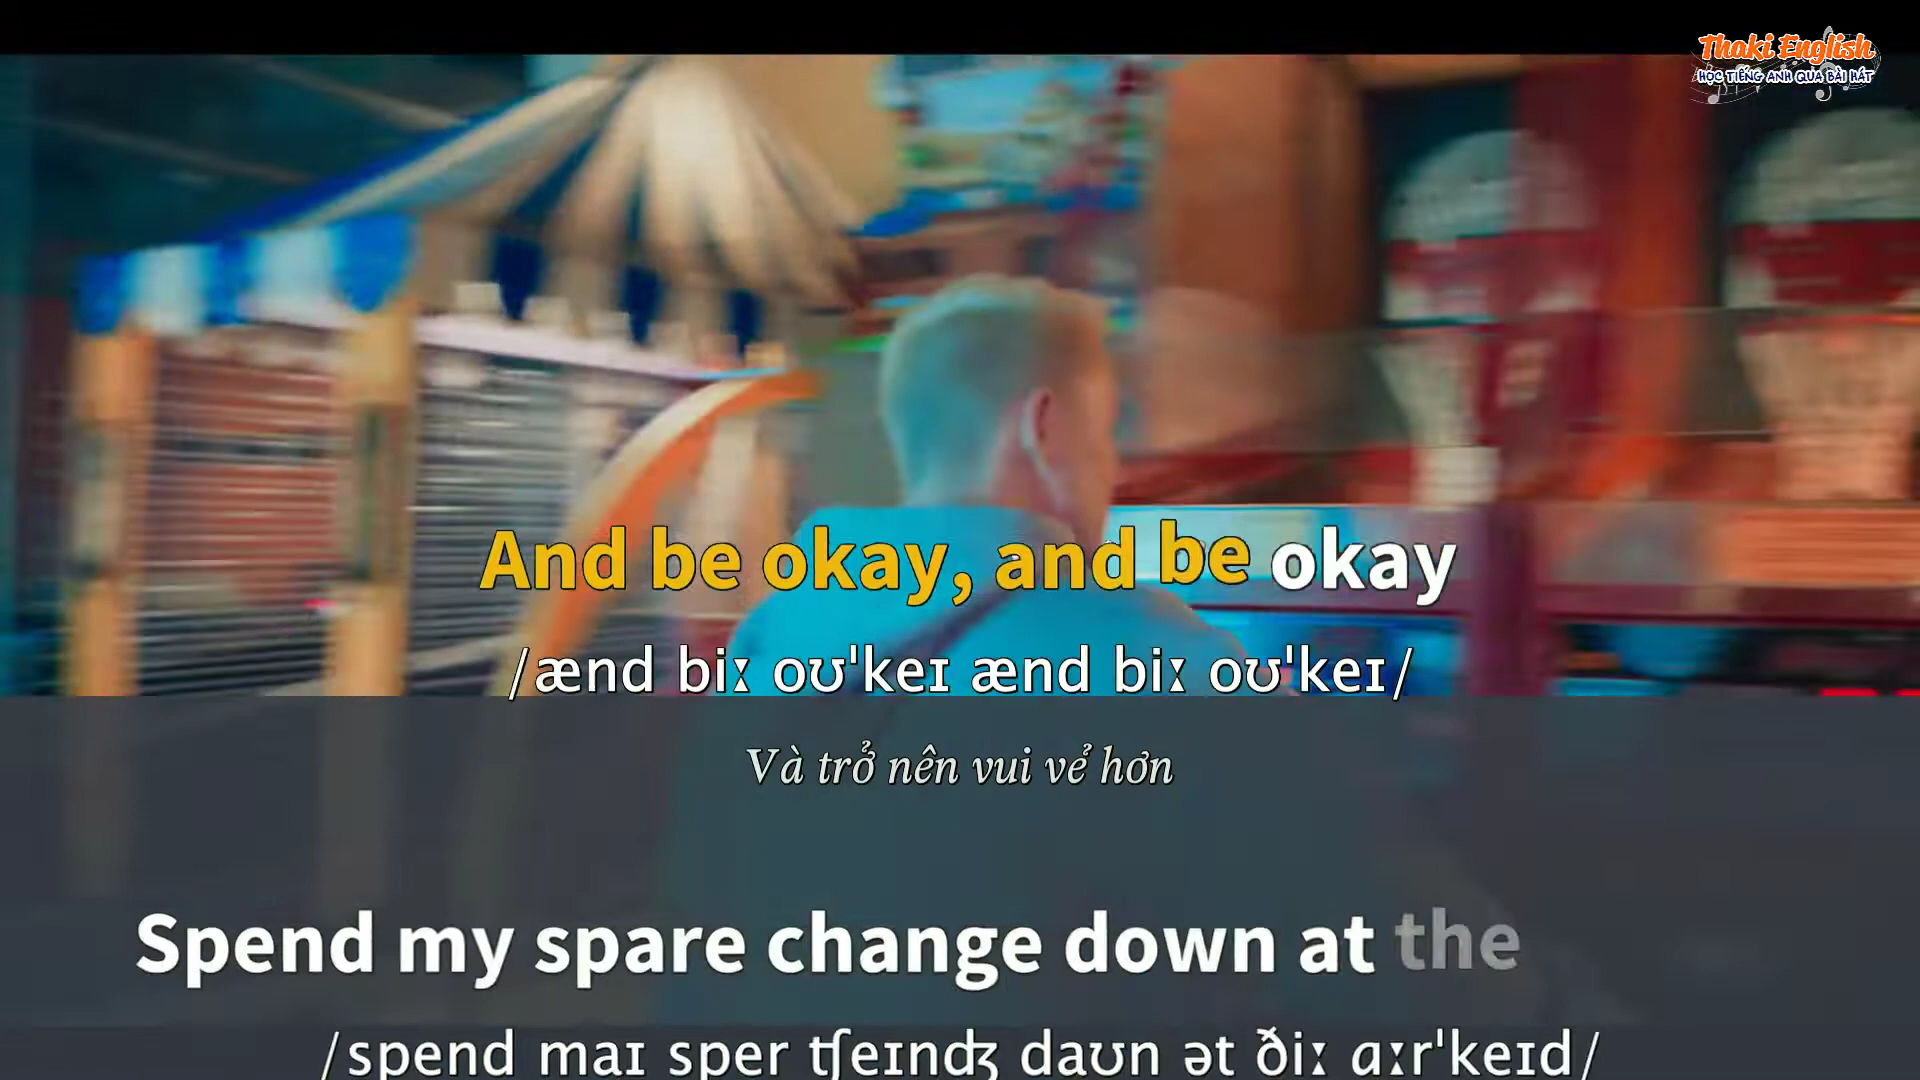 Thaki English
HỌC TIẾNG ANH QUA BÀI HÁT
And be okay, and be okay
/ænd biː oʊˈkeɪ ænd biː oʊˈkeɪ/
Và trở nên vui vẻ hơn
Spend my spare change down at the
/spend maɪ sper tʃeɪndʒ daʊn ət ðiː ɑːrˈkeɪd/